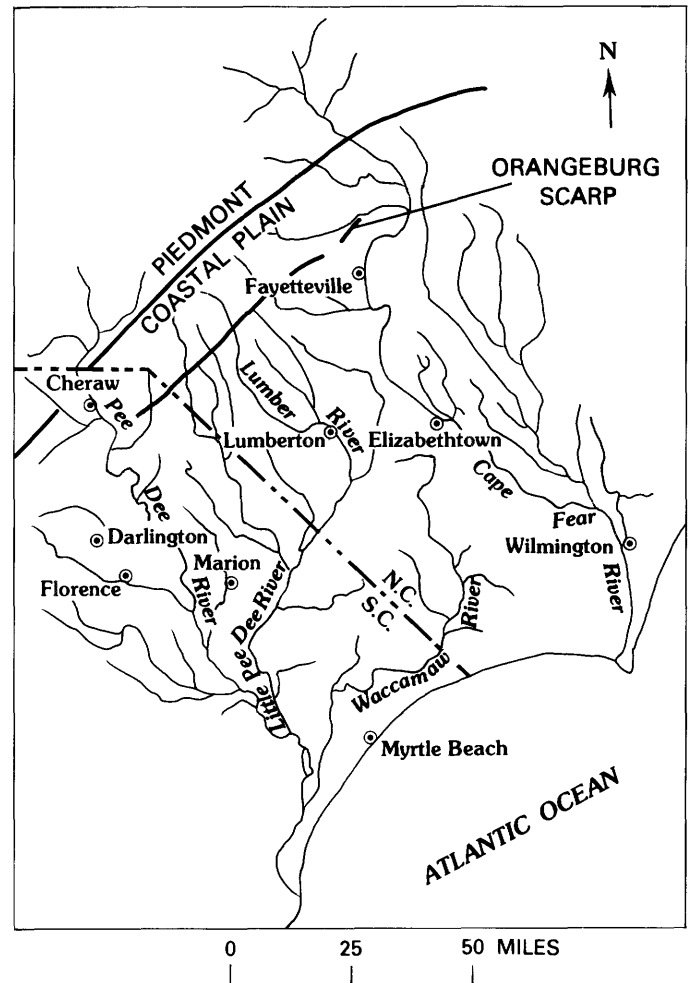 N
ORANGEBURG
SCARP
PIEDMONT
COASTAL PLAIN
Fayetteville
Cheraw
Pee
Dee
River
Lumber
River
Lumberton
Elizabethtown
Cape
Fear
River
Wilmington
Darlington
Marion
Florence
Little Pee Dee River
N.C.
S.C.
Waccamaw
River
Myrtle Beach
ATLANTIC OCEAN
0 25 50 MILES